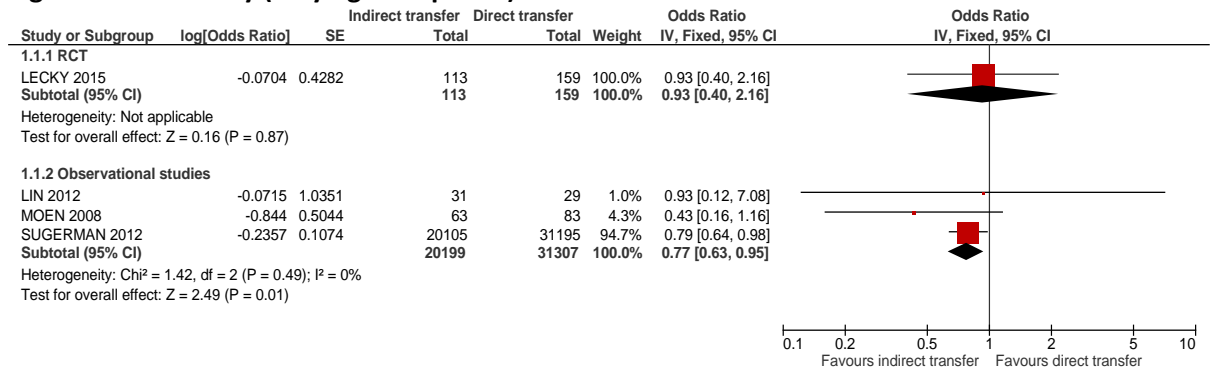 Indirect transfer Direct transfer Odds Ratio Odds Ratio
Study or Subgroup log[Odds Ratio] SE Total Total Weight IV, Fixed, 95% CI IV, Fixed, 95% CI
1.1.1 RCT
LECKY 2015 -0.0704 0.4282 113 159 100.0% 0.93 [0.40, 2.16]
Subtotal (95% CI) 113 159 100.0% 0.93 [0.40, 2.16]
Heterogeneity: Not applicable
Test for overall effect: Z = 0.16 (P = 0.87)
1.1.2 Observational studies
LIN 2012 -0.0715 1.0351 31 29 1.0% 0.93 [0.12, 7.08]
MOEN 2008 -0.844 0.5044 63 83 4.3% 0.43 [0.16, 1.16]
SUGERMAN 2012 -0.2357 0.1074 20105 31195 94.7% 0.79 [0.64, 0.98]
Subtotal (95% CI) 20199 31307 100.0% 0.77 [0.63, 0.95]
Heterogeneity: Chi² = 1.42, df = 2 (P = 0.49); I² = 0%
Test for overall effect: Z = 2.49 (P = 0.01)
0.1 0.2 0.5 1 2 5 10
Favours indirect transfer Favours direct transfer